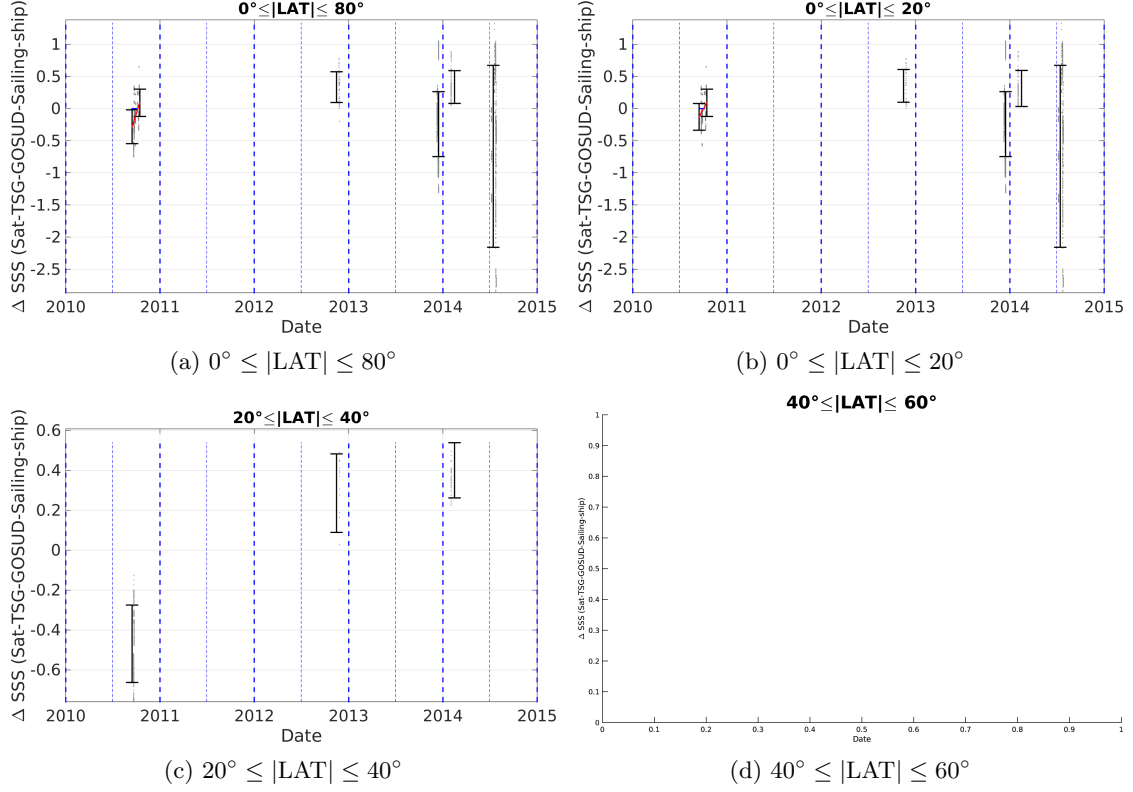 0°≤|LAT|≤ 80°
Δ SSS (Sat-TSG-GOSUD-Sailing-ship)
1
0.5
0
-0.5
-1
-1.5
-2
-2.5
2010 2011 2012 2013 2014 2015
Date
(a) 0° ≤ |LAT| ≤ 80°
0°≤|LAT|≤ 20°
Δ SSS (Sat-TSG-GOSUD-Sailing-ship)
1
0.5
0
-0.5
-1
-1.5
-2
-2.5
2010 2011 2012 2013 2014 2015
Date
(b) 0° ≤ |LAT| ≤ 20°
20°≤|LAT|≤ 40°
Δ SSS (Sat-TSG-GOSUD-Sailing-ship)
0.6
0.4
0.2
0
-0.2
-0.4
-0.6
2010 2011 2012 2013 2014 2015
Date
(c) 20° ≤ |LAT| ≤ 40°
40°≤|LAT|≤ 60°
Δ SSS (Sat-TSG-GOSUD-Sailing-ship)
1
0.9
0.8
0.7
0.6
0.5
0.4
0.3
0.2
0.1
0
0 0.1 0.2 0.3 0.4 0.5 0.6 0.7 0.8 0.9 1
Date
(d) 40° ≤ |LAT| ≤ 60°